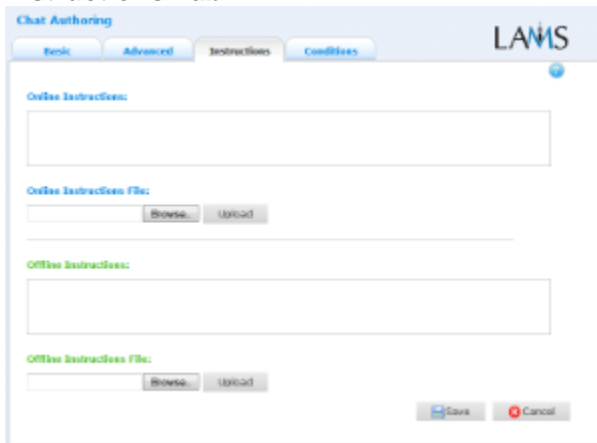 Chat Authoring
LAMS
Basic Advanced Instructions Conditions
Online Instructions:
Online Instructions File:
Browse.. Upload
Offline Instructions:
Offline Instructions File:
Browse.. Upload
Save Cancel